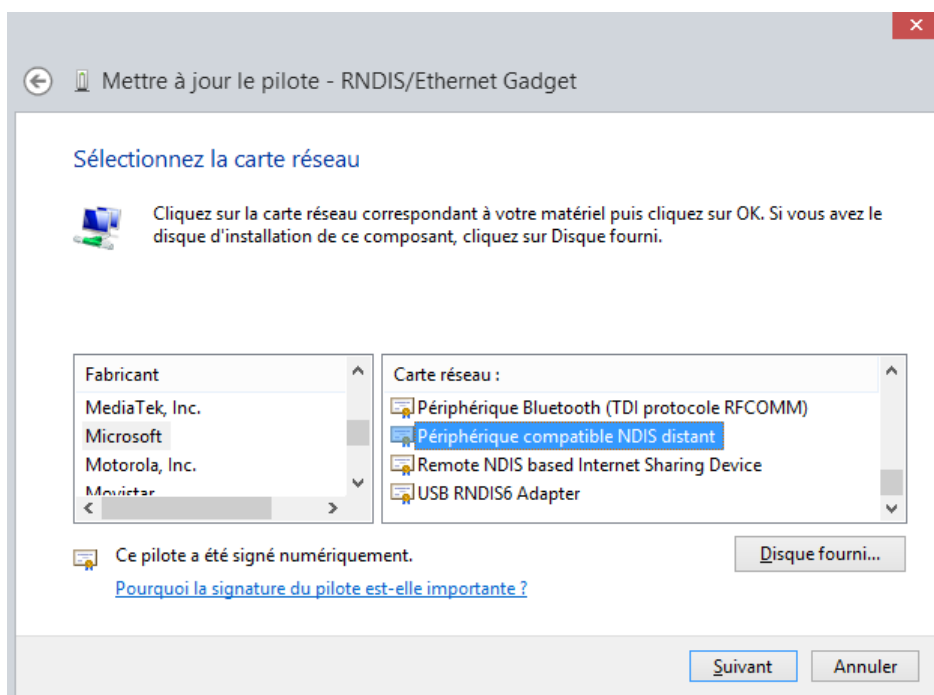 Mettre à jour le pilote - RNDIS/Ethernet Gadget
Sélectionnez la carte réseau
Cliquez sur la carte réseau correspondant à votre matériel puis cliquez sur OK. Si vous avez le
disque d'installation de ce composant, cliquez sur Disque fourni.
Fabricant
MediaTek, Inc.
Microsoft
Motorola, Inc.
Movistar
Carte réseau :
Périphérique Bluetooth (TDI protocole RFCOMM)
Périphérique compatible NDIS distant
Remote NDIS based Internet Sharing Device
USB RNDIS6 Adapter
Ce pilote a été signé numériquement.
Disque fourni...
Pourquoi la signature du pilote est-elle importante ?
Suivant
Annuler